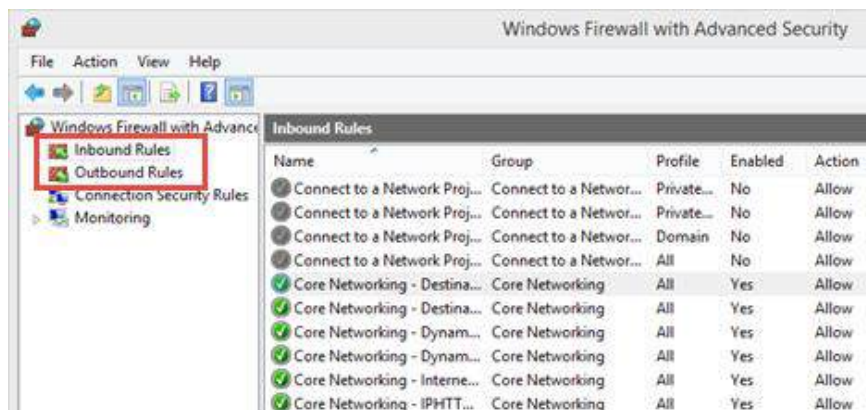 Windows Firewall with Advanced Security
File Action View Help
Windows Firewall with Advance
Inbound Rules
Outbound Rules
Connection Security Rules
Monitoring
Inbound Rules
Name Group Profile Enabled Action
Connect to a Network Proj... Connect to a Networ... Private... No Allow
Connect to a Network Proj... Connect to a Networ... Private... No Allow
Connect to a Network Proj... Connect to a Networ... Domain No Allow
Connect to a Network Proj... Connect to a Networ... All No Allow
Core Networking - Destina... Core Networking All Yes Allow
Core Networking - Destina... Core Networking All Yes Allow
Core Networking - Dynam... Core Networking All Yes Allow
Core Networking - Dynam... Core Networking All Yes Allow
Core Networking - Interne... Core Networking All Yes Allow
Core Networking - IPHTT... Core Networking All Yes Allow